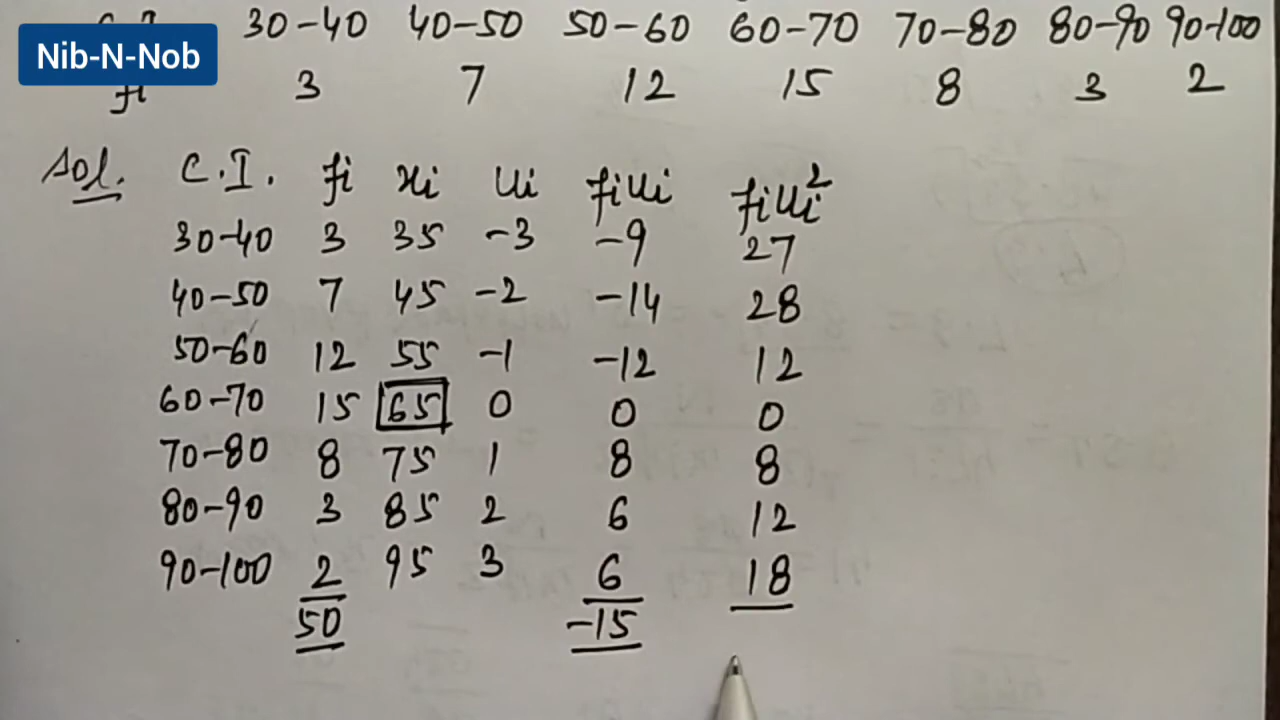 30-40 40-50 50-60 60-70 70-80 80-90 90-100
Nib-N-Nob
fi 3 7 12 15 8 3 2
Sol. C.I. fi xi ui fiui fiui²
30-40 3 35 -3 -9 27
40-50 7 45 -2 -14 28
50-60 12 55 -1 -12 12
60-70 15 65 0 0 0
70-80 8 75 1 8 8
80-90 3 85 2 6 12
90-100 2 95 3 6 18
50 -15